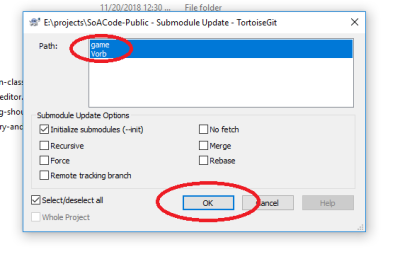 11/20/2018 12:30 ... File folder
E:\projects\SoACode-Public - Submodule Update - TortoiseGit
Path:
game
Vorb
n-clas
editor.
g-shou
ry-and
Submodule Update Options
Initialize submodules (--init)
No fetch
Recursive
Merge
Force
Rebase
Remote tracking branch
Select/deselect all
OK
Cancel
Help
Whole Project